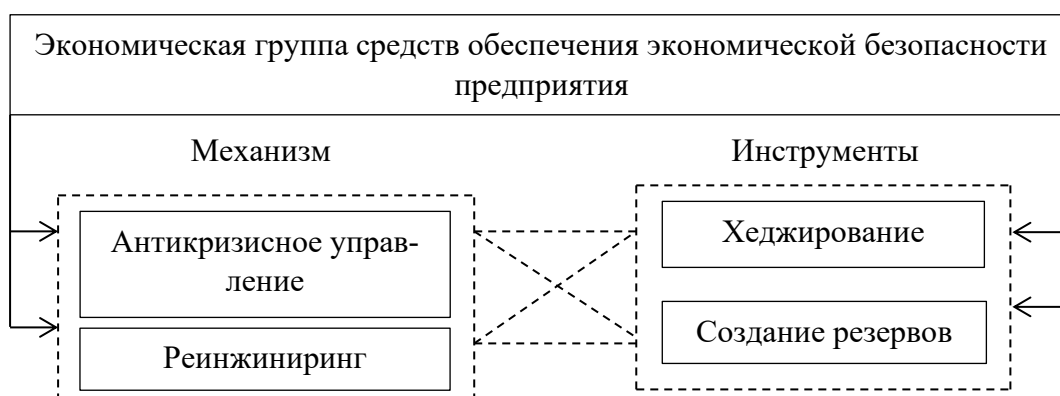 Экономическая группа средств обеспечения экономической безопасности
предприятия
Механизм
Инструменты
Антикризисное управ-
ление
Хеджирование
Реинжиниринг
Создание резервов